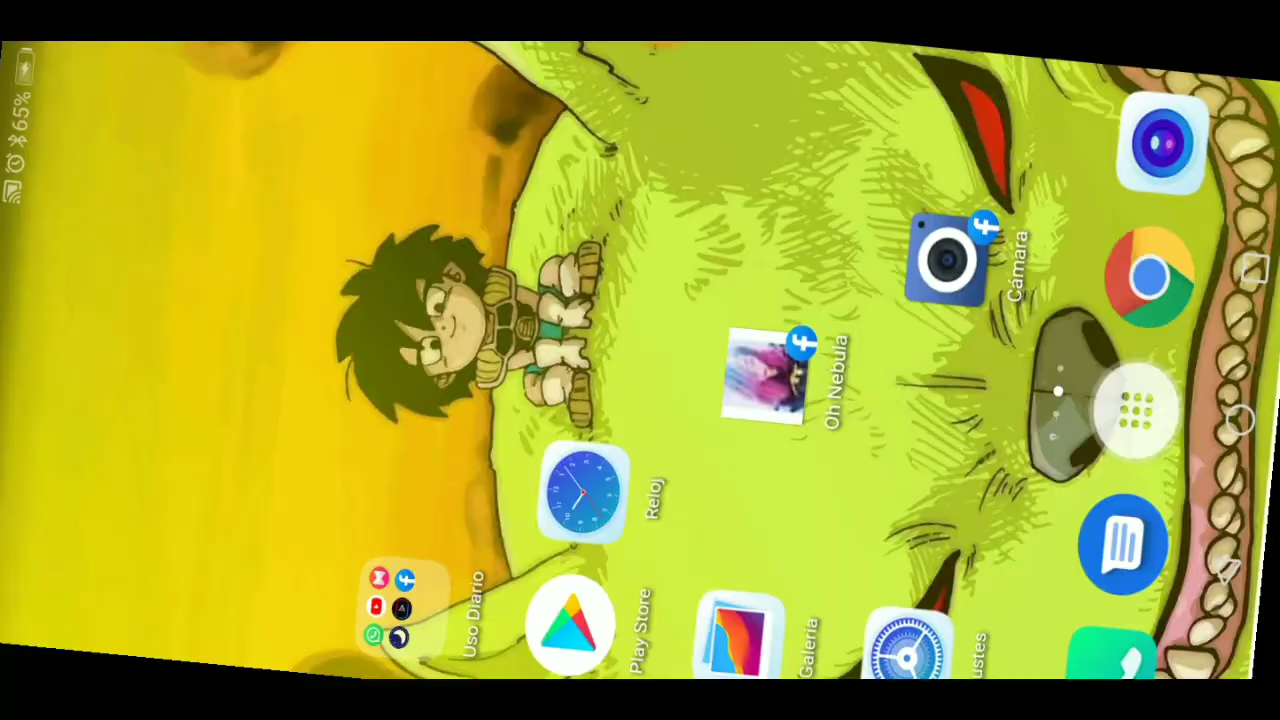 65%
Uso Diario
Reloj
Play Store
Oh Nebula
Galería
Cámara
ustes